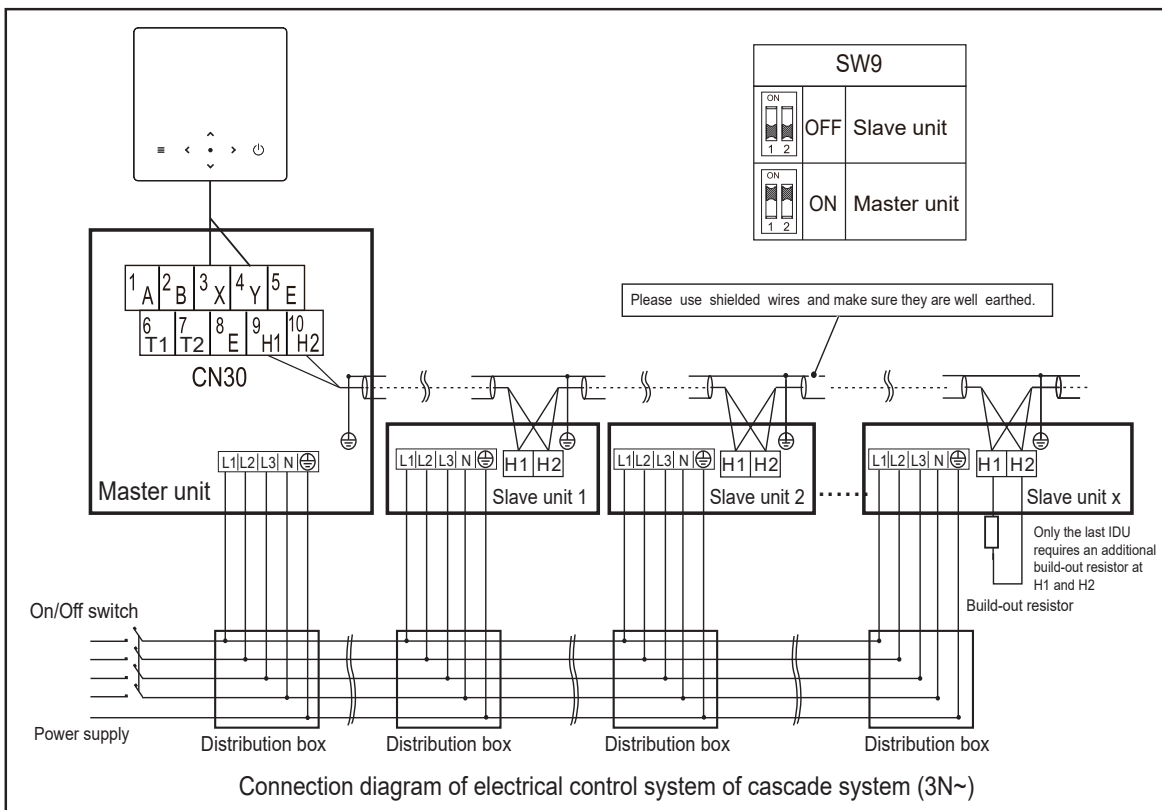 SW9
ON
1 2
OFF
Slave unit
ON
1 2
ON
Master unit
1 A
2 B
3 X
4 Y
5 E
6 T1
7 T2
8 E
9 H1
10 H2
CN30
Please use shielded wires and make sure they are well earthed.
L1 L2 L3 N
Master unit
L1 L2 L3 N
H1 H2
Slave unit 1
L1 L2 L3 N
H1 H2
Slave unit 2
......
L1 L2 L3 N
H1 H2
Slave unit x
Only the last IDU
requires an additional
build-out resistor at
H1 and H2
Build-out resistor
On/Off switch
Power supply
Distribution box
Distribution box
Distribution box
Distribution box
Connection diagram of electrical control system of cascade system (3N~)